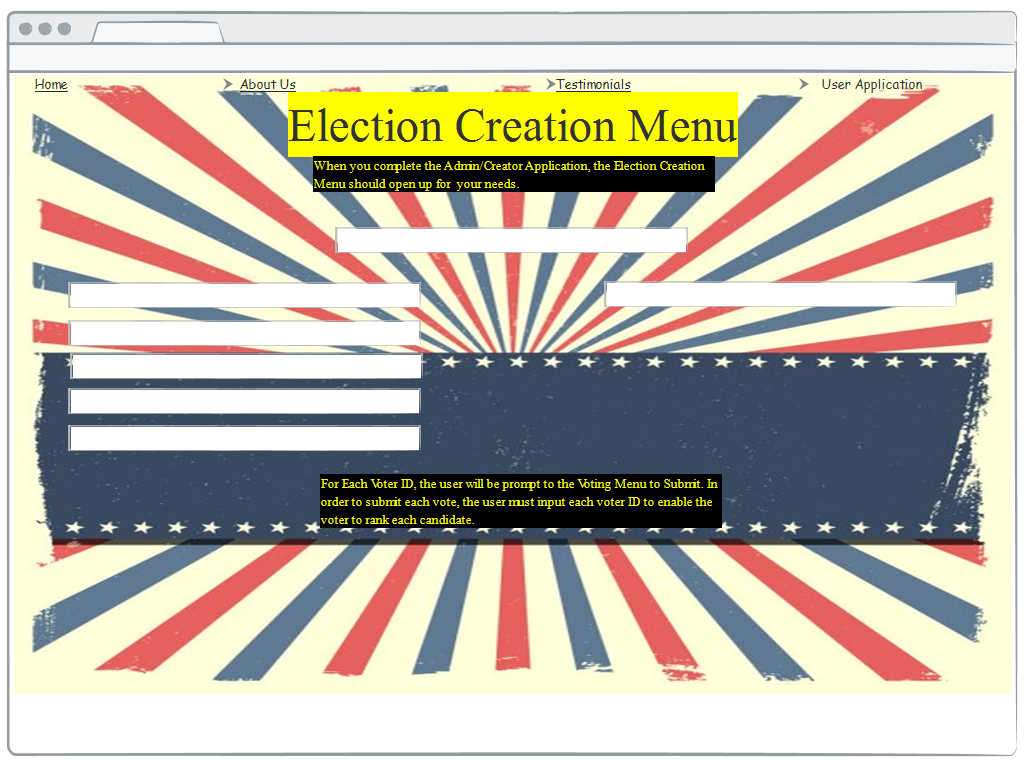 Home About Us Testimonials User Application
Election Creation Menu
When you complete the Admin/Creator Application, the Election Creation
Menu should open up for your needs.
For Each Voter ID, the user will be prompt to the Voting Menu to Submit. In
order to submit each vote, the user must input each voter ID to enable the
voter to rank each candidate.